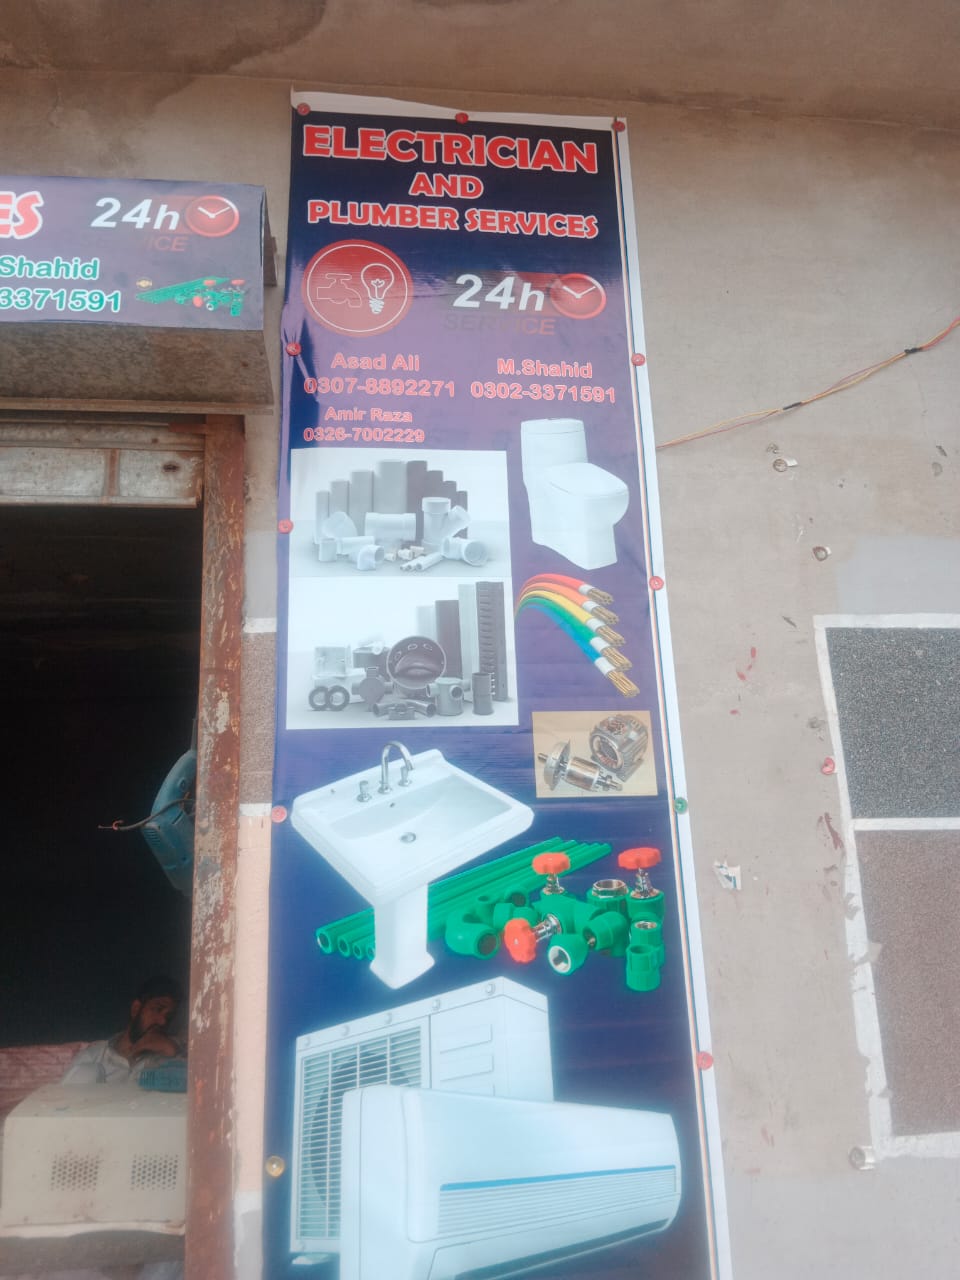 ELECTRICIAN
AND
PLUMBER SERVICES
24h
SERVICE
Asad Ali
0307-8892271
M.Shahid
0302-3371591
Amir Raza
0326-7002229
ES
24h
SERVICE
Shahid
3371591